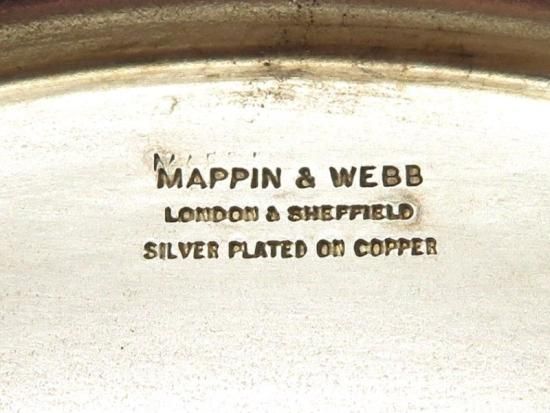 MAPPIN & WEBB
LONDON & SHEFFIELD
SILVER PLATED ON COPPER